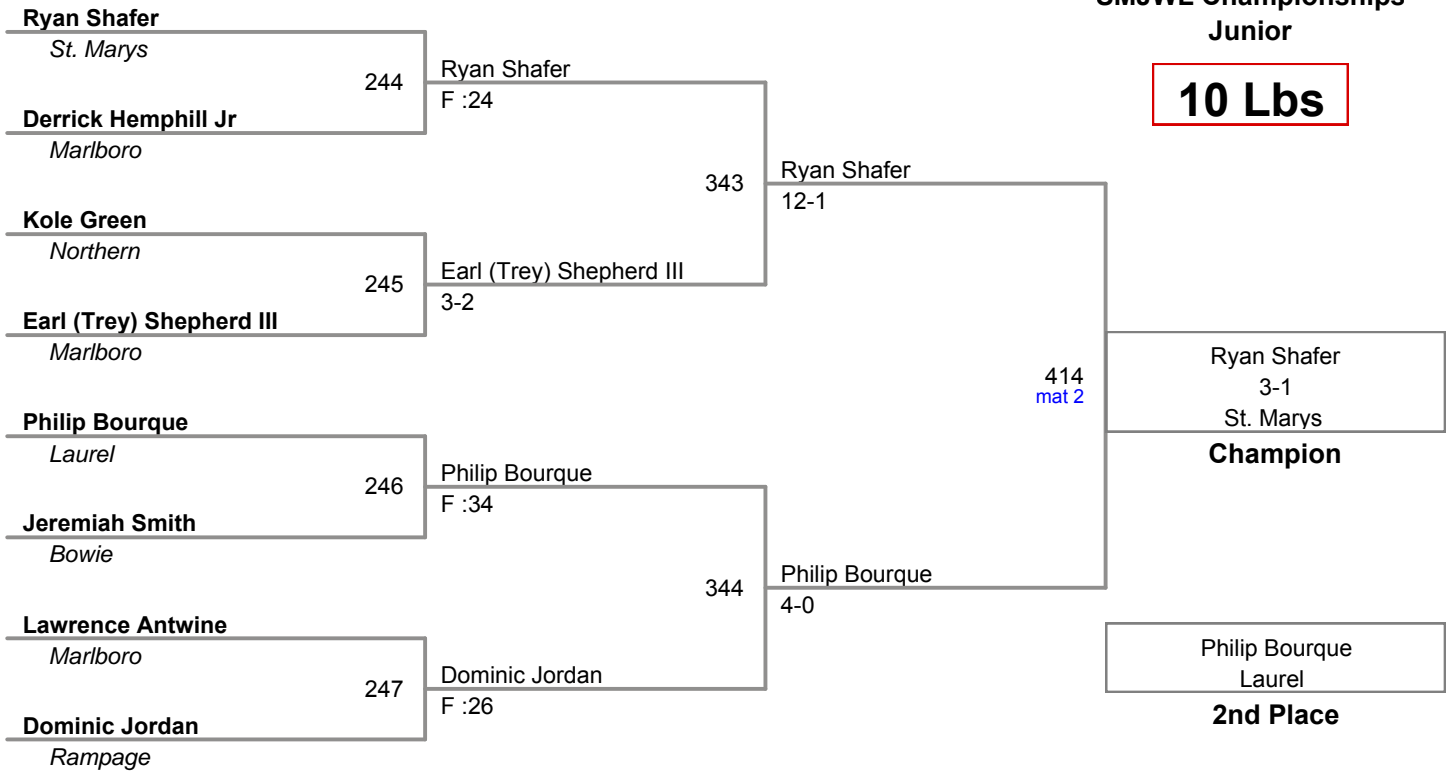 Junior
10 Lbs
Ryan Shafer
St. Marys
244
Derrick Hemphill Jr
Marlboro
Ryan Shafer
F :24
Kole Green
Northern
245
Earl (Trey) Shepherd III
Marlboro
Earl (Trey) Shepherd III
3-2
343
Ryan Shafer
12-1
Philip Bourque
Laurel
246
Jeremiah Smith
Bowie
Philip Bourque
F :34
Lawrence Antwine
Marlboro
247
Dominic Jordan
Rampage
Dominic Jordan
F :26
344
Philip Bourque
4-0
414
mat 2
Ryan Shafer
3-1
St. Marys
Champion
Philip Bourque
Laurel
2nd Place